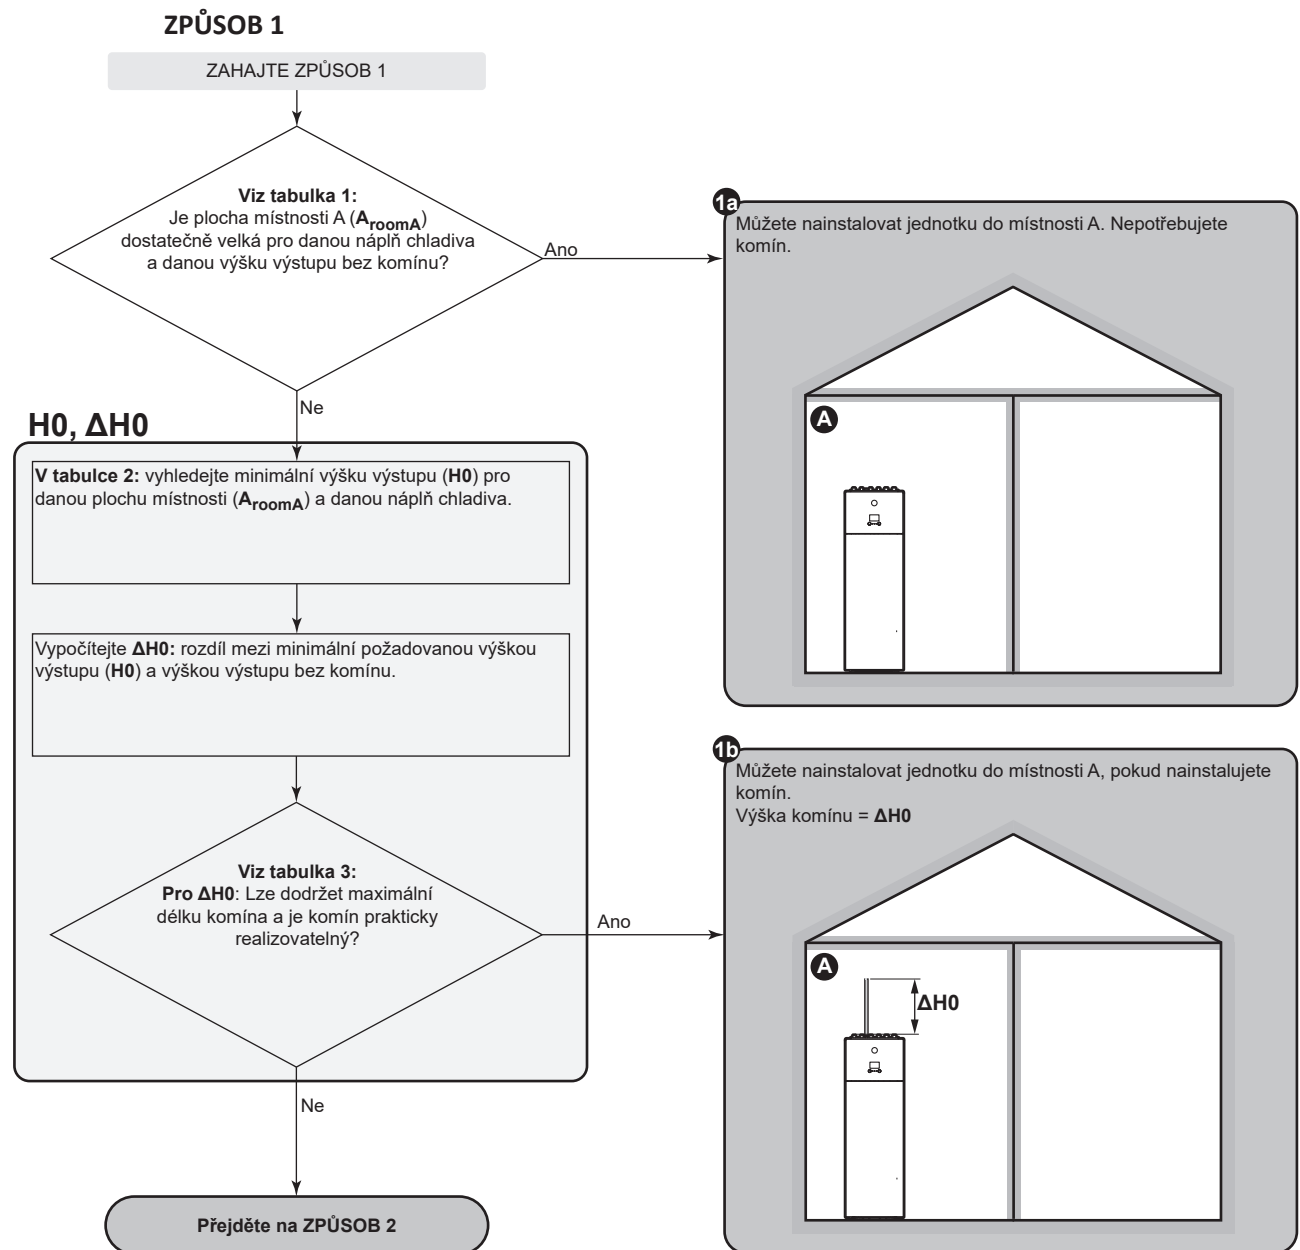 ZPŮSOB 1
ZAHAJTE ZPŮSOB 1
Viz tabulka 1:
Je plocha místnosti A (AroomA)
dostatečně velká pro danou náplň chladiva
a danou výšku výstupu bez komínu?
Ano
Ne
1a
Můžete nainstalovat jednotku do místnosti A. Nepotřebujete
komín.
A
H0, ΔH0
V tabulce 2: vyhledejte minimální výšku výstupu (H0) pro
danou plochu místnosti (AroomA) a danou náplň chladiva.
Vypočítejte ΔH0: rozdíl mezi minimální požadovanou výškou
výstupu (H0) a výškou výstupu bez komínu.
Viz tabulka 3:
Pro ΔH0: Lze dodržet maximální
délku komína a je komín prakticky
realizovatelný?
Ano
Ne
1b
Můžete nainstalovat jednotku do místnosti A, pokud nainstalujete
komín.
Výška komínu = ΔH0
A
ΔH0
Přejděte na ZPŮSOB 2